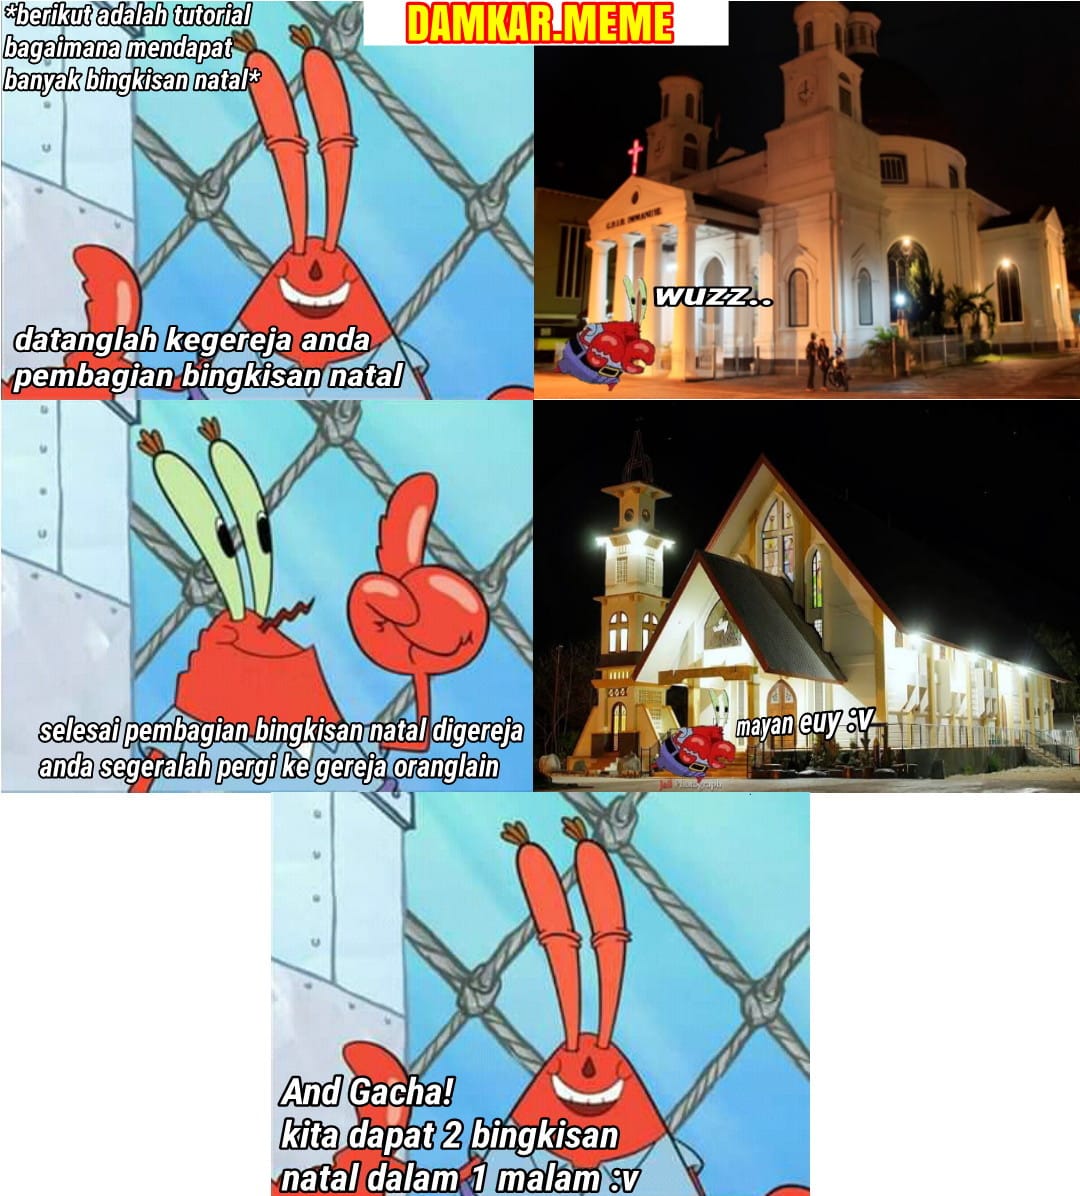 DAMKAR.MEME
*berikut adalah tutorial
bagaimana mendapat
banyak bingkisan natal*
datanglah kegereja anda
pembagian bingkisan natal
G.P.I.B. IMMANUEL
wuzz..
selesai pembagian bingkisan natal digereja
anda segeralah pergi ke gereja oranglain
mayan euy :v
And Gacha!
kita dapat 2 bingkisan
natal dalam 1 malam :v